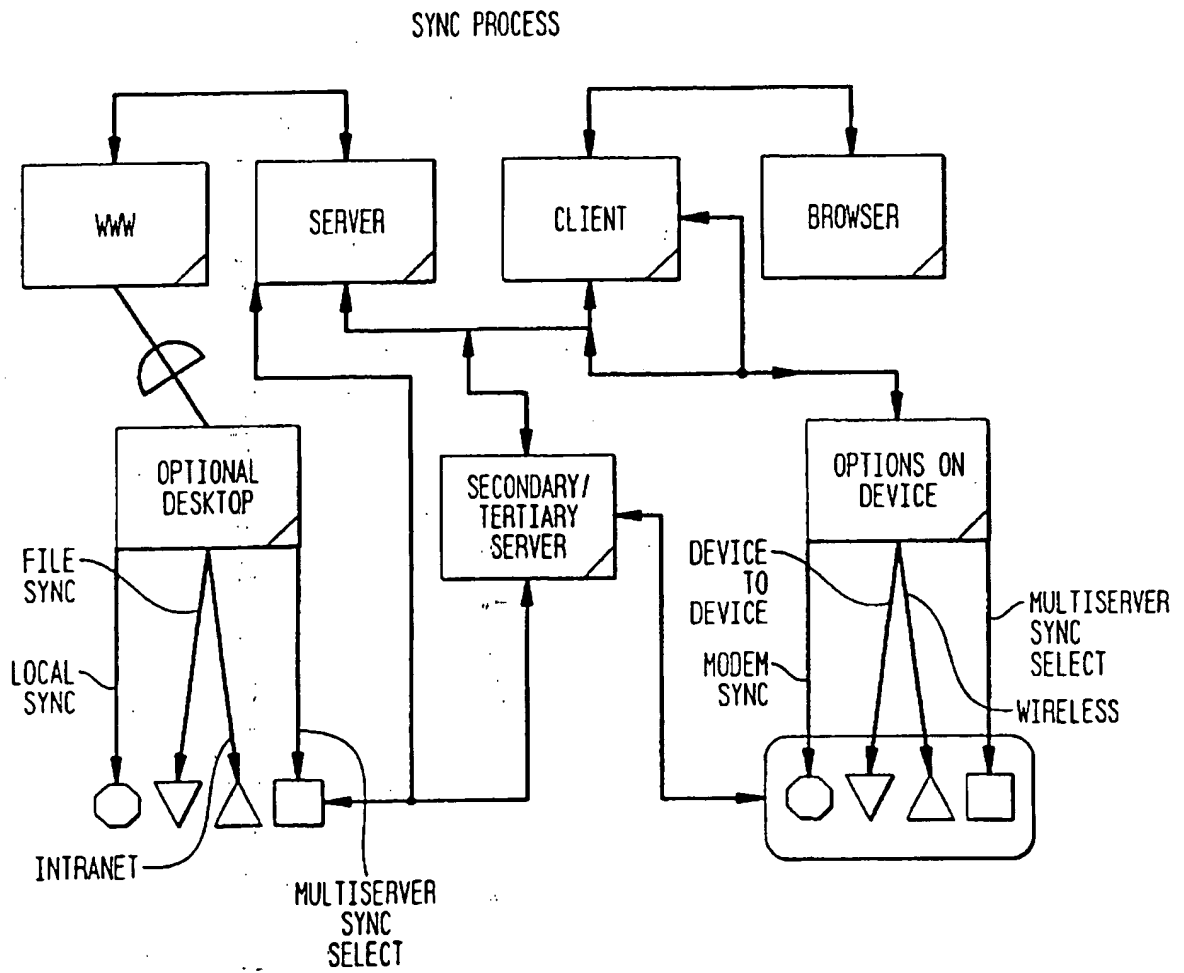 SYNC PROCESS
WWW
SERVER
CLIENT
BROWSER
OPTIONAL
DESKTOP
SECONDARY/
TERTIARY
SERVER
OPTIONS ON
DEVICE
FILE
SYNC
LOCAL
SYNC
INTRANET
MULTISERVER
SYNC
SELECT
DEVICE
TO
DEVICE
MODEM
SYNC
MULTISERVER
SYNC
SELECT
WIRELESS